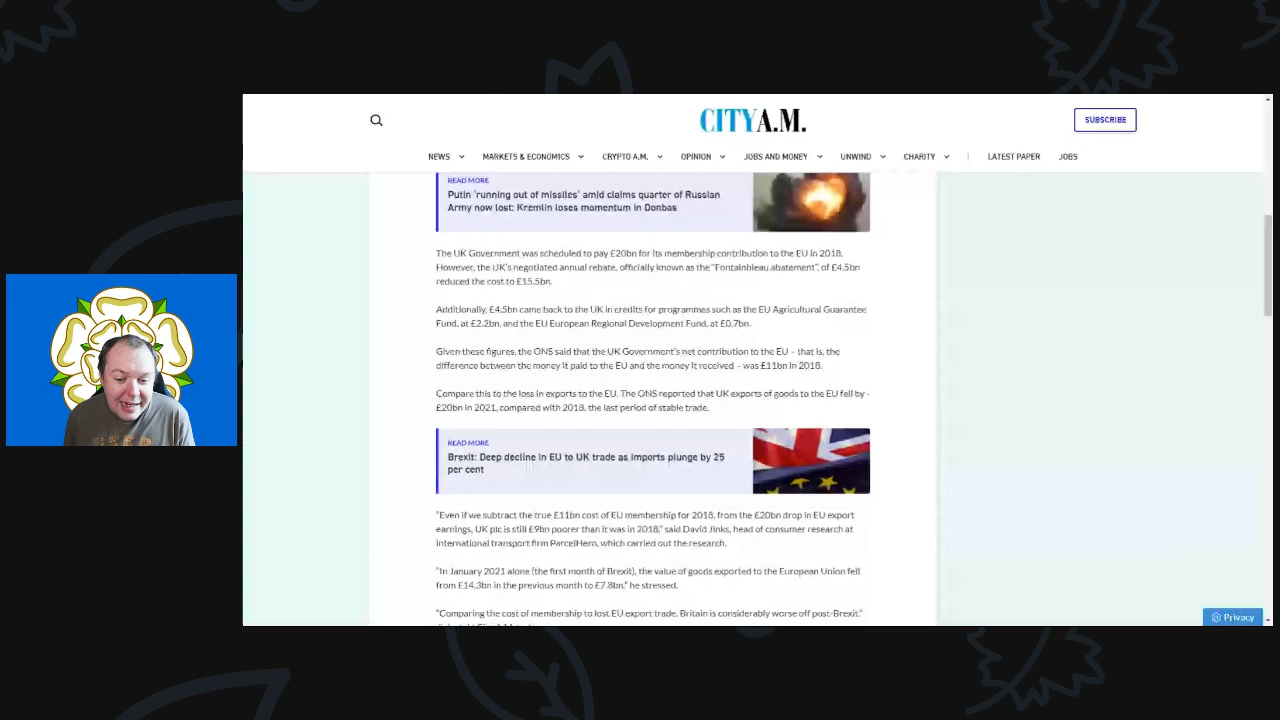 CITYA.M.
SUBSCRIBE
NEWS
MARKETS & ECONOMICS
CRYPTO A.M.
OPINION
JOBS AND MONEY
UNWIND
CHARITY
LATEST PAPER
JOBS
READ MORE
Putin ‘running out of missiles’ amid claims quarter of Russian
Army now lost: Kremlin loses momentum in Donbas
The UK Government was scheduled to pay £20bn for its membership contribution to the EU in 2018.
However, the UK’s negotiated annual rebate, officially known as the “Fontainbleau abatement”, of £4.5bn
reduced the cost to £15.5bn.
Additionally, £4.5bn came back to the UK in credits for programmes such as the EU Agricultural Guarantee
Fund, at £2.2bn, and the EU European Regional Development Fund, at £0.7bn.
Given these figures, the ONS said that the UK Government’s net contribution to the EU – that is, the
difference between the money it paid to the EU and the money it received – was £11bn in 2018.
Compare this to the loss in exports to the EU. The ONS reported that UK exports of goods to the EU fell by -
£20bn in 2021, compared with 2018, the last period of stable trade.
READ MORE
Brexit: Deep decline in EU to UK trade as imports plunge by 25
per cent
“Even if we subtract the true £11bn cost of EU membership for 2018, from the £20bn drop in EU export
earnings, UK plc is still £9bn poorer than it was in 2018,” said David Jinks, head of consumer research at
international transport firm ParcelHero, which carried out the research.
“In January 2021 alone (the first month of Brexit), the value of goods exported to the European Union fell
from £14.3bn in the previous month to £7.8bn,” he stressed.
“Comparing the cost of membership to lost EU export trade, Britain is considerably worse off post-Brexit,”
Privacy